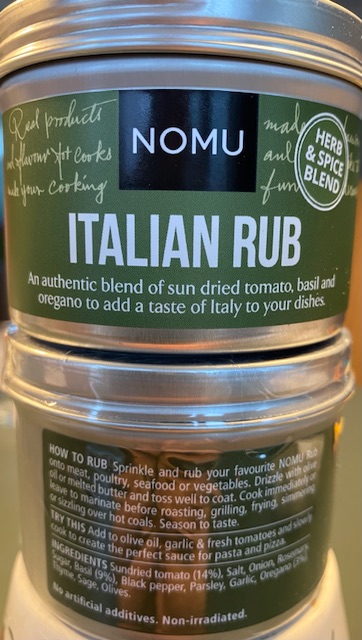 Real products
made
NOMU
HERB
& SPICE
BLEND
and flavour for cooks
and
make your cooking
fun
ITALIAN RUB
An authentic blend of sun dried tomato, basil and
oregano to add a taste of Italy to your dishes.
HOW TO RUB Sprinkle and rub your favourite NOMU Rub
onto meat, poultry, seafood or vegetables. Drizzle with olive
oil or melted butter and toss well to coat. Cook immediately or
leave to marinate before roasting, grilling, frying, simmering
or sizzling over hot coals. Season to taste.
TRY THIS Add to olive oil, garlic & fresh tomatoes and slowly
cook to create the perfect sauce for pasta and pizza.
INGREDIENTS Sundried tomato (14%), Salt, Onion, Rosemary,
Sugar, Basil (9%), Black pepper, Parsley, Garlic, Oregano
Thyme, Sage, Olives.
No artificial additives. Non-irradiated.